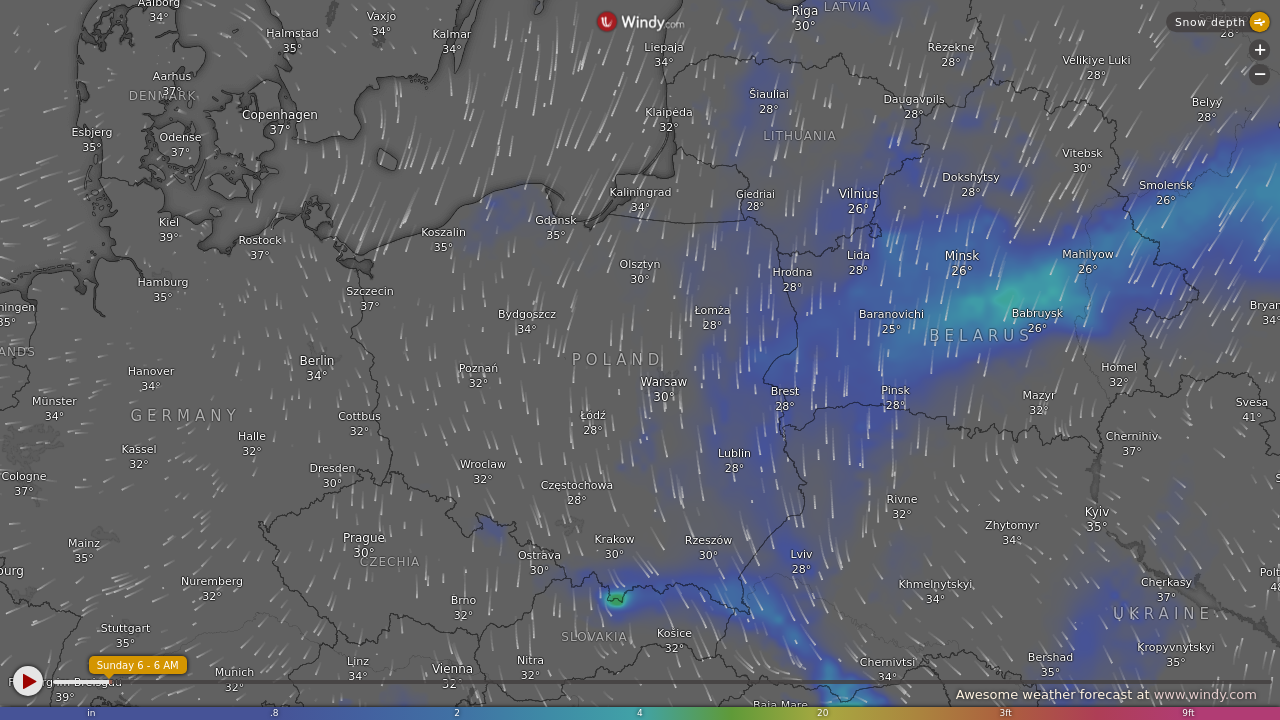 Aalborg
34°
Halmstad
35°
Vaxjo
34°
Kalmar
34°
Windy.com
Liepaja
34°
Riga
30°
LATVIA
Rēzekne
28°
Velikiye Luki
28°
Snow depth
28°
+
−
Aarhus
37°
DENMARK
Esbjerg
35°
Odense
37°
Copenhagen
37°
Klaipėda
32°
Šiauliai
28°
LITHUANIA
Daugavpils
28°
Belyy
28°
Vitebsk
30°
Kaliningrad
34°
Giedriai
28°
Vilnius
26°
Dokshytsy
28°
Smolensk
26°
Kiel
39°
Rostock
37°
Koszalin
35°
Gdańsk
35°
Olsztyn
30°
Hrodna
28°
Lida
28°
Minsk
26°
Mahilyow
26°
Hamburg
35°
Szczecin
37°
Bydgoszcz
34°
Łomża
28°
Baranovichi
25°
Babruysk
26°
BELARUS
ningen
35°
ANDS
Bryan
34°
Hanover
34°
Berlin
34°
Poznań
32°
POLAND
Warsaw
30°
Brest
28°
Pinsk
28°
Mazyr
32°
Homel
32°
Svesa
41°
Münster
34°
GERMANY
Cottbus
32°
Łódź
28°
Kassel
32°
Halle
32°
Lublin
28°
Chernihiv
37°
Cologne
37°
Dresden
30°
Wroclaw
32°
Częstochowa
28°
Rivne
32°
Zhytomyr
34°
Kyiv
35°
S
Mainz
35°
Prague
30°
CZECHIA
Ostrava
30°
Krakow
30°
Rzeszów
30°
Lviv
28°
burg
Nuremberg
32°
Brno
32°
Khmelnytskyi
34°
Cherkasy
37°
Polt
48
UKRAINE
Stuttgart
35°
SLOVAKIA
Košice
32°
Kropyvnytskyi
35°
Sunday 6 - 6 AM
Freiburg im Breisgau
39°
Munich
32°
Linz
34°
Vienna
32°
Nitra
32°
Chernivtsi
34°
Bershad
35°
Baia Mare
Awesome weather forecast at www.windy.com
in .8 2 4 20 3ft 9ft